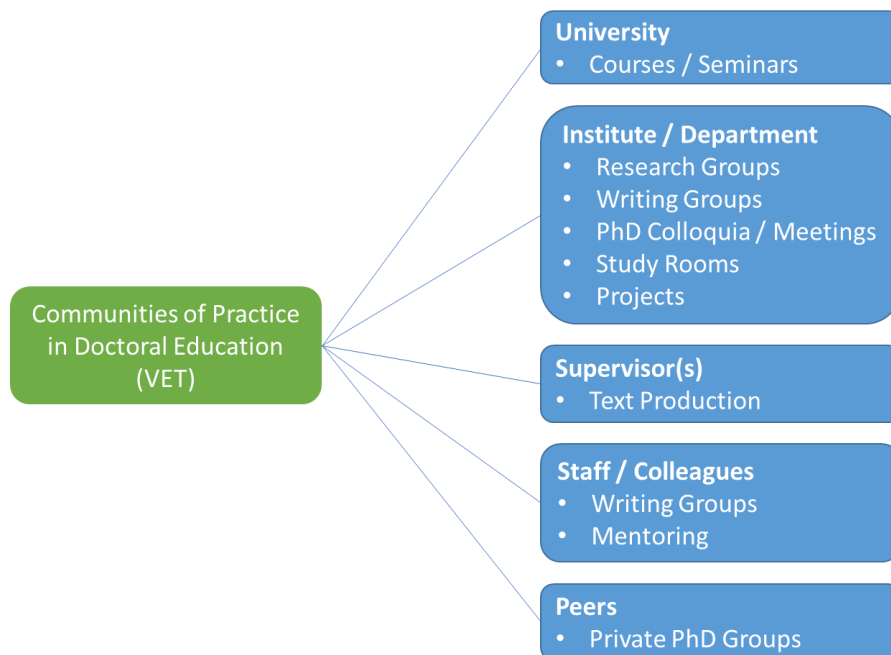 University
• Courses / Seminars
Institute / Department
• Research Groups
• Writing Groups
• PhD Colloquia / Meetings
• Study Rooms
• Projects
Communities of Practice
in Doctoral Education
(VET)
Supervisor(s)
• Text Production
Staff / Colleagues
• Writing Groups
• Mentoring
Peers
• Private PhD Groups